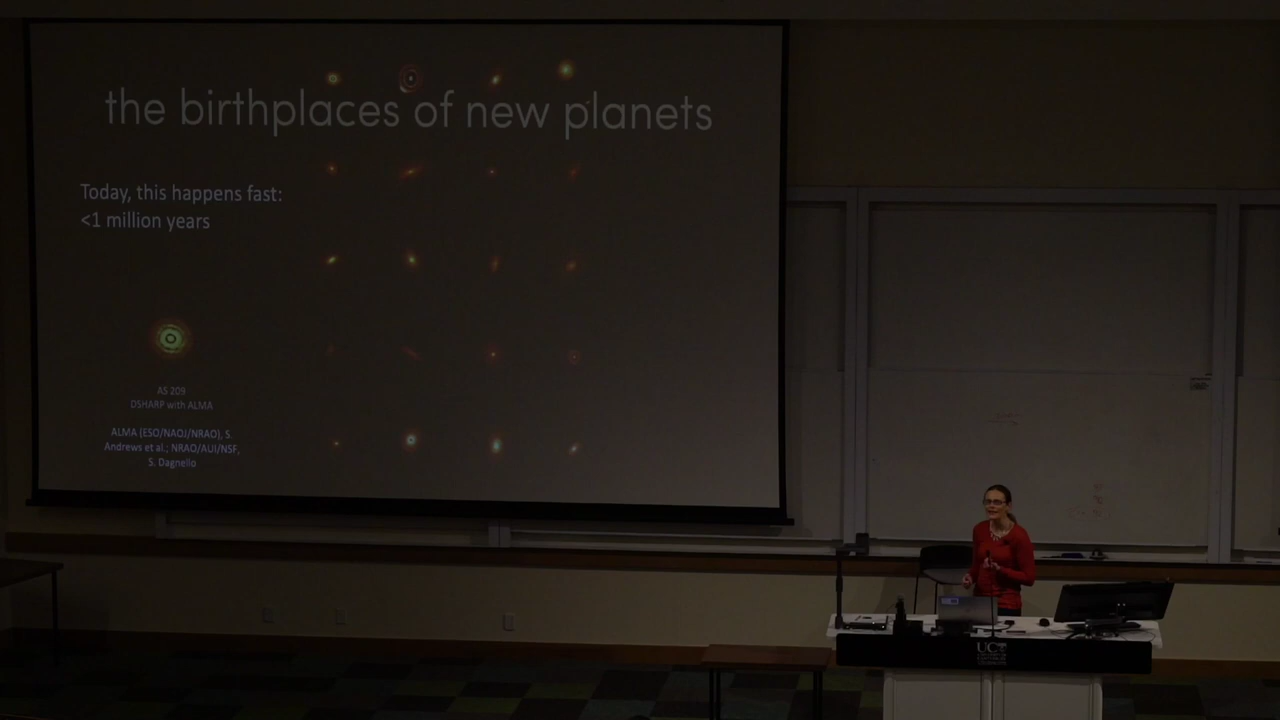 the birthplaces of new planets
Today, this happens fast:
<1 million years
AS 209
DSHARP with ALMA
ALMA (ESO/NAOJ/NRAO), S.
Andrews et al.; NRAO/AUI/NSF,
S. Dagnello
UC